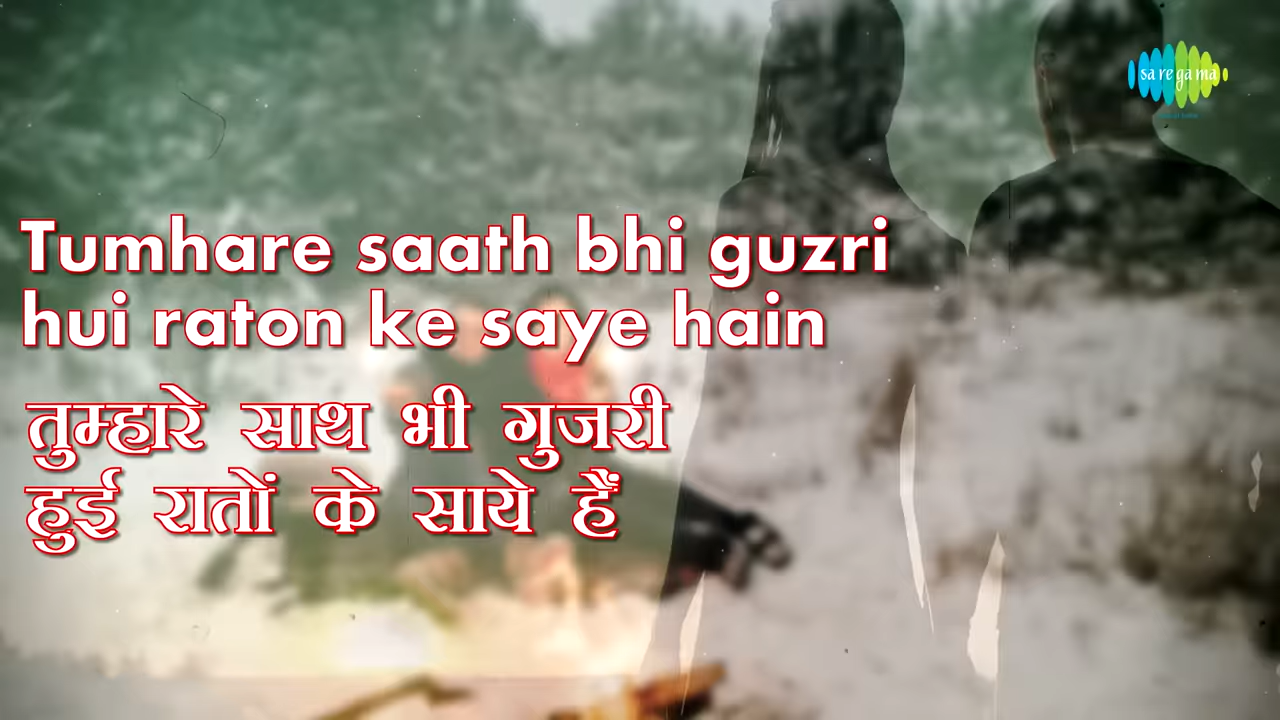 sa re ga ma
Tumhare saath bhi guzri
hui raton ke saye hain
तुम्हारे साथ भी गुजरी
हुई रातों के साये हैं